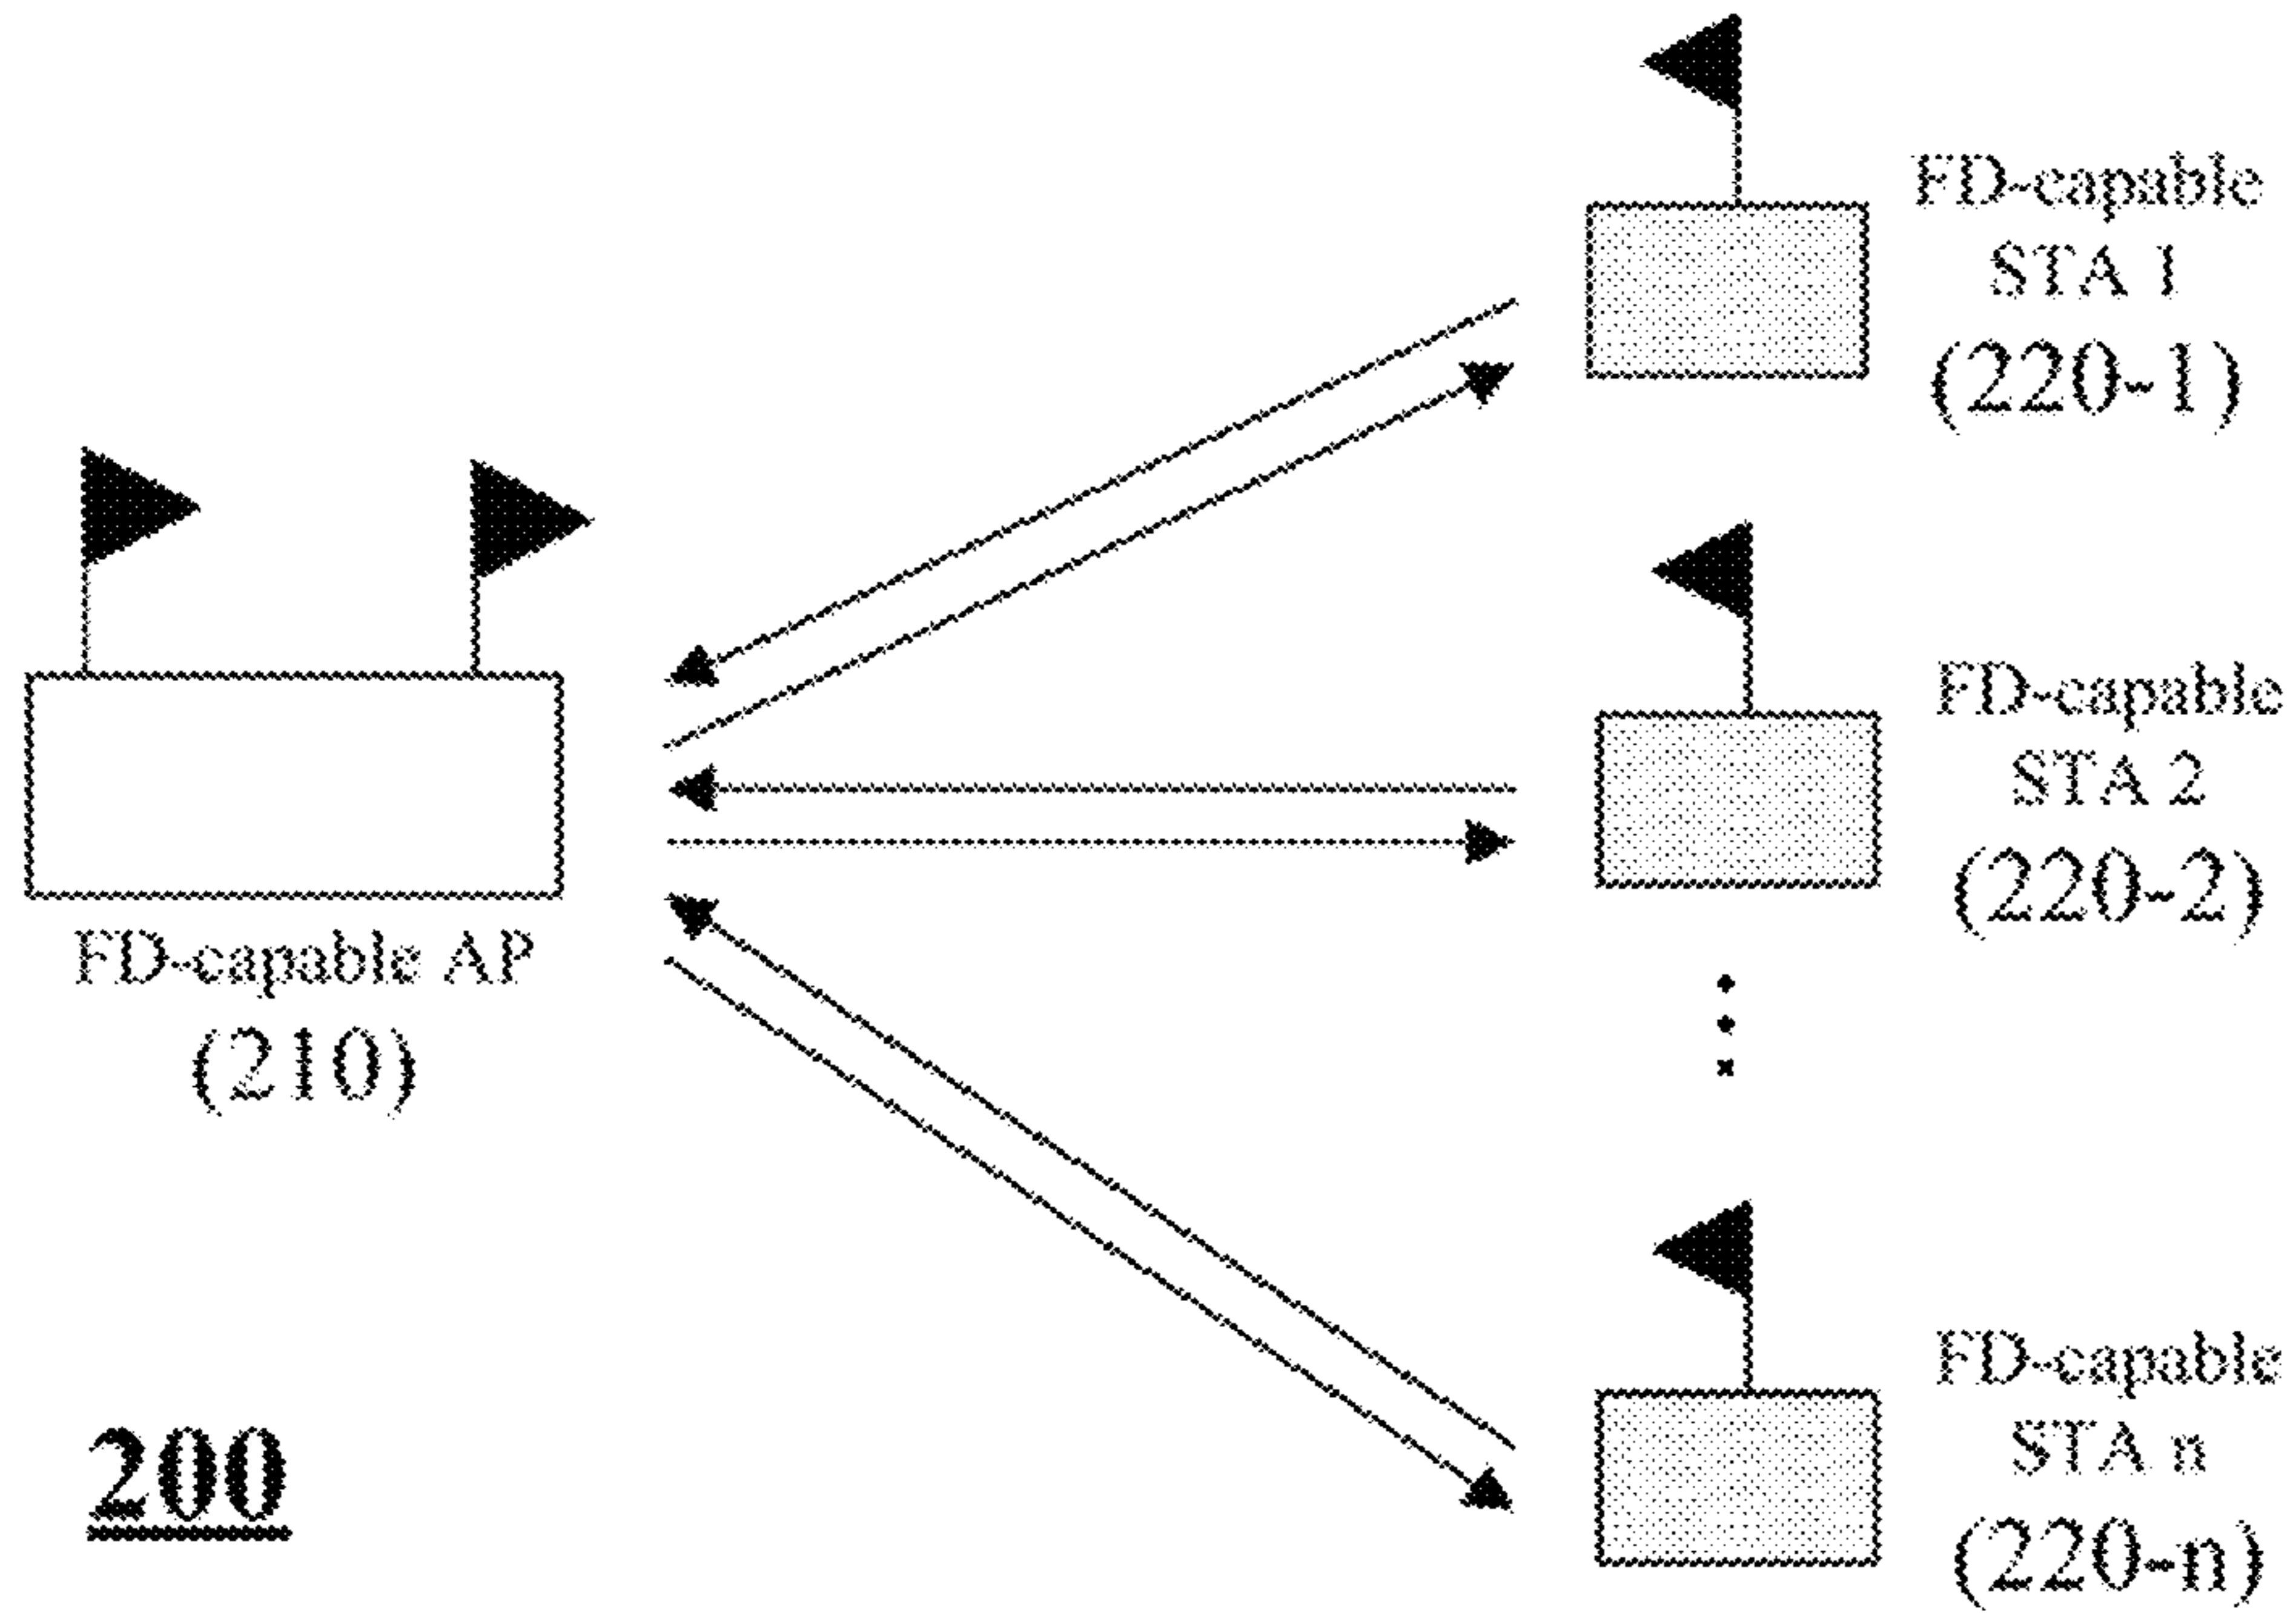 FD-capable
STA 1
(220-1)
FD-capable
STA 2
(220-2)
FD-capable AP
(210)
FD-capable
STA n
(220-n)
200